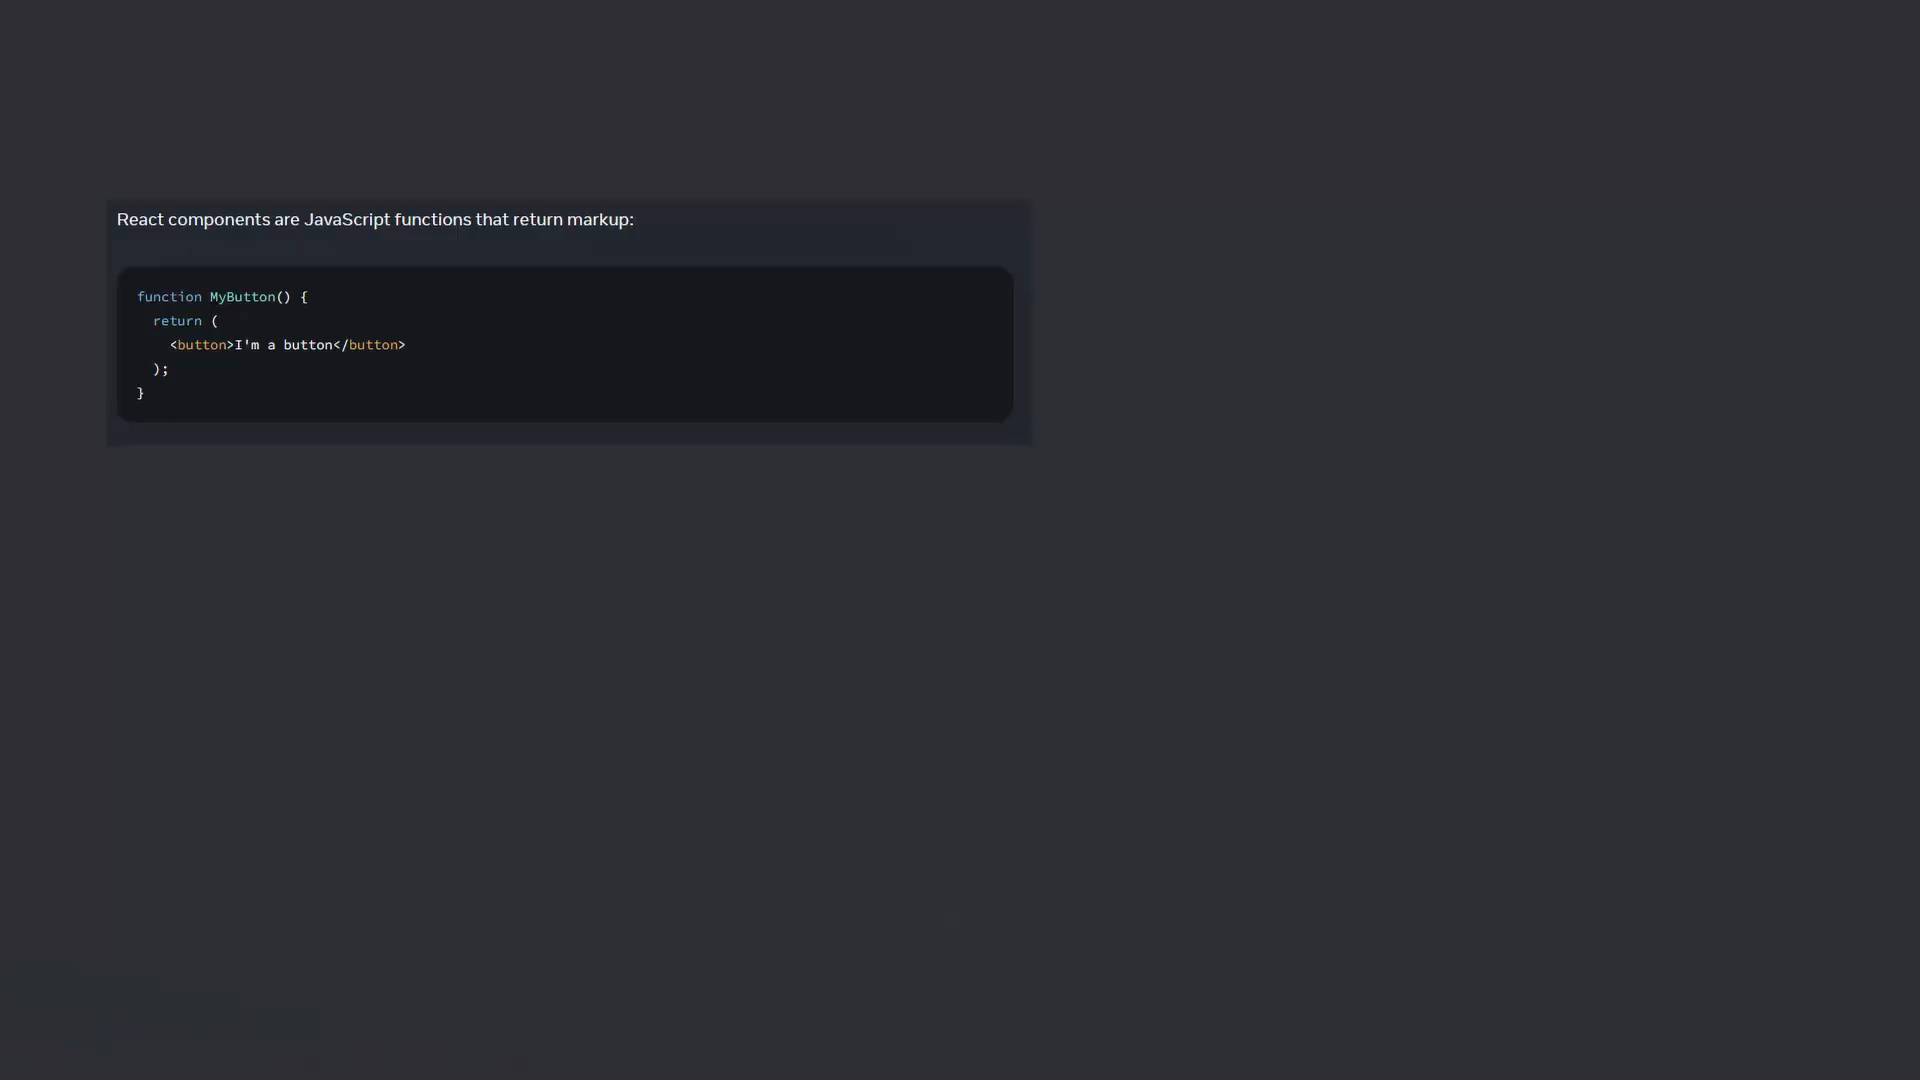 React components are JavaScript functions that return markup:
function MyButton() {
  return (
    <button>I'm a button</button>
  );
}